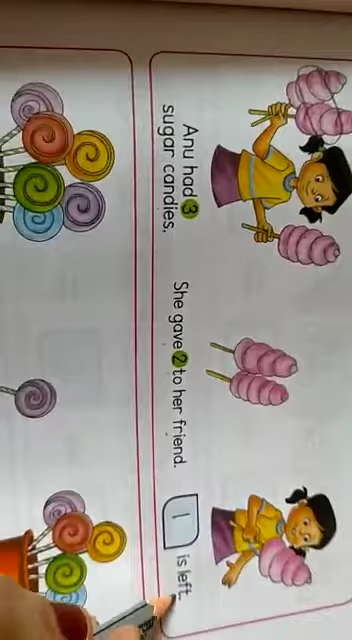 Anu had 3
sugar candies.
She gave 2 to her friend.
1 is left.